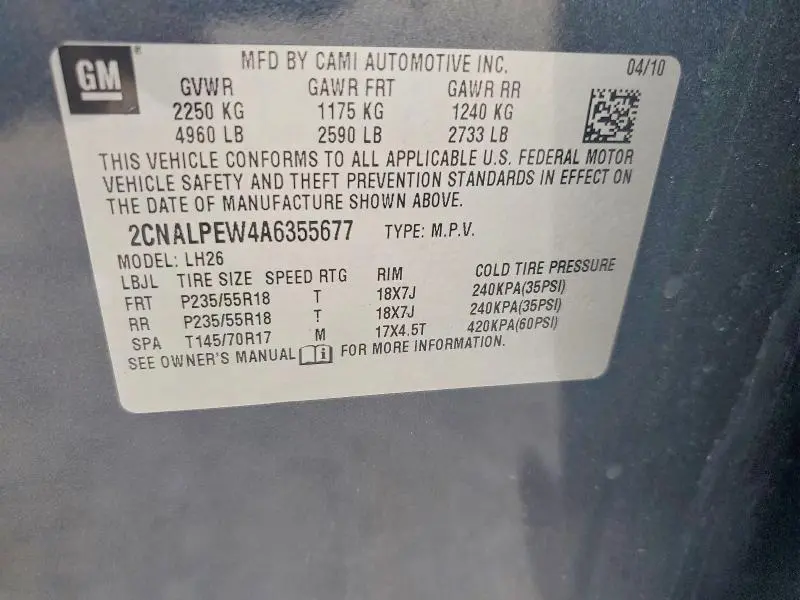 GM
MFD BY CAMI AUTOMOTIVE INC. 04/10
GVWR GAWR FRT GAWR RR
2250 KG 1175 KG 1240 KG
4960 LB 2590 LB 2733 LB
THIS VEHICLE CONFORMS TO ALL APPLICABLE U.S. FEDERAL MOTOR
VEHICLE SAFETY AND THEFT PREVENTION STANDARDS IN EFFECT ON
THE DATE OF MANUFACTURE SHOWN ABOVE.
2CNALPEW4A6355677 TYPE: M.P.V.
MODEL: LH26
LBJL TIRE SIZE SPEED RTG RIM COLD TIRE PRESSURE
FRT P235/55R18 T 18X7J 240KPA(35PSI)
RR P235/55R18 T 18X7J 240KPA(35PSI)
SPA T145/70R17 M 17X4.5T 420KPA(60PSI)
SEE OWNER'S MANUAL FOR MORE INFORMATION.